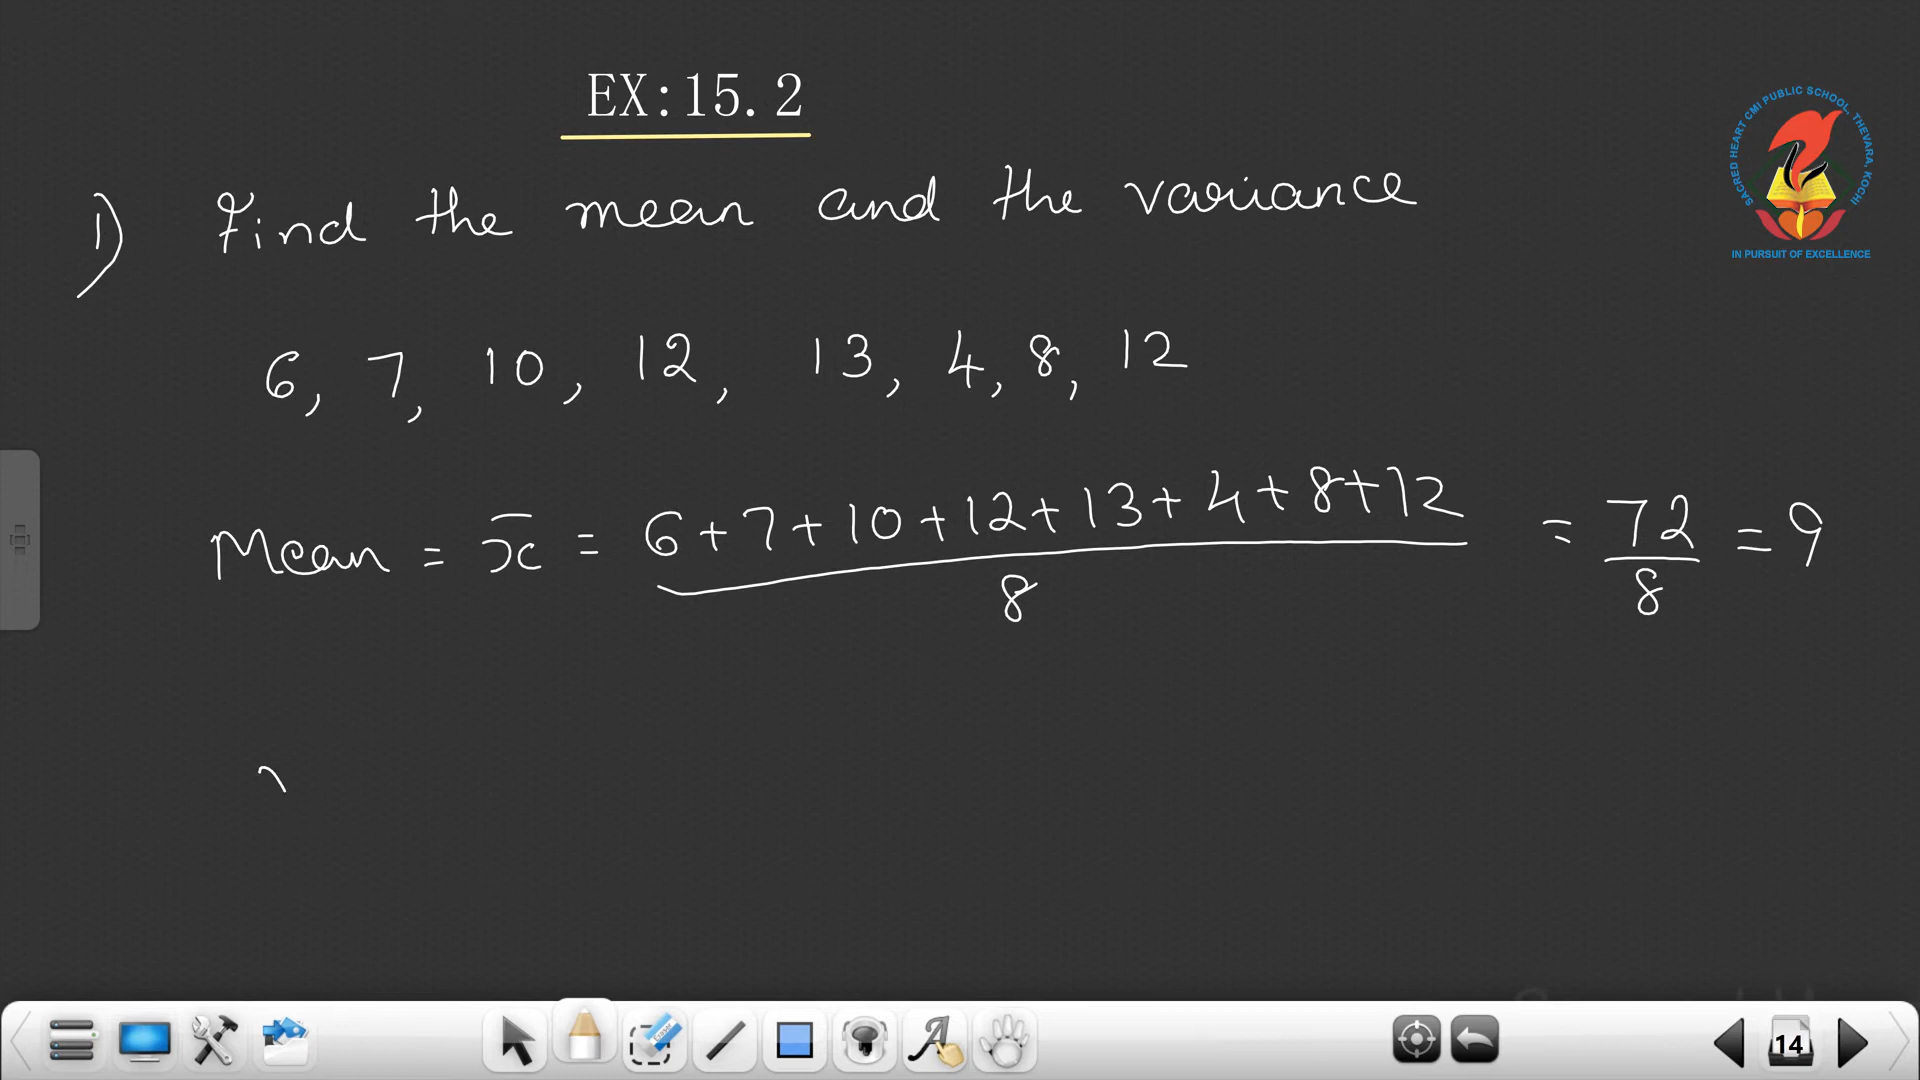 EX:15.2
SACRED HEART CMI PUBLIC SCHOOL, THEVARA, KOCHI
IN PURSUIT OF EXCELLENCE
1) Find the mean and the variance
6, 7, 10, 12, 13, 4, 8, 12
Mean = x̄ = 6+7+10+12+13+4+8+12 / 8 = 72/8 = 9
eraser
A
14